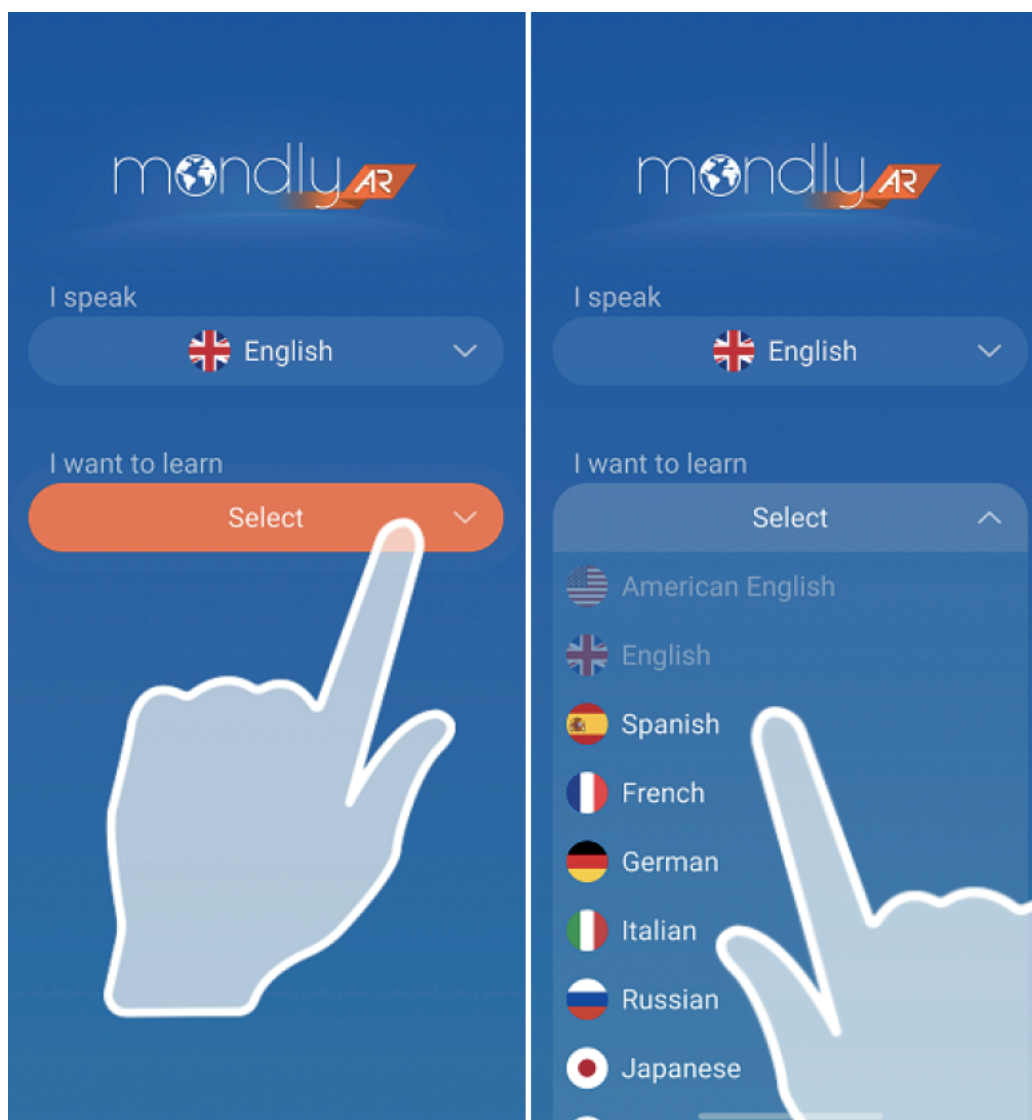 mondly AR
I speak
English
I want to learn
Select
mondly AR
I speak
English
I want to learn
Select
American English
English
Spanish
French
German
Italian
Russian
Japanese